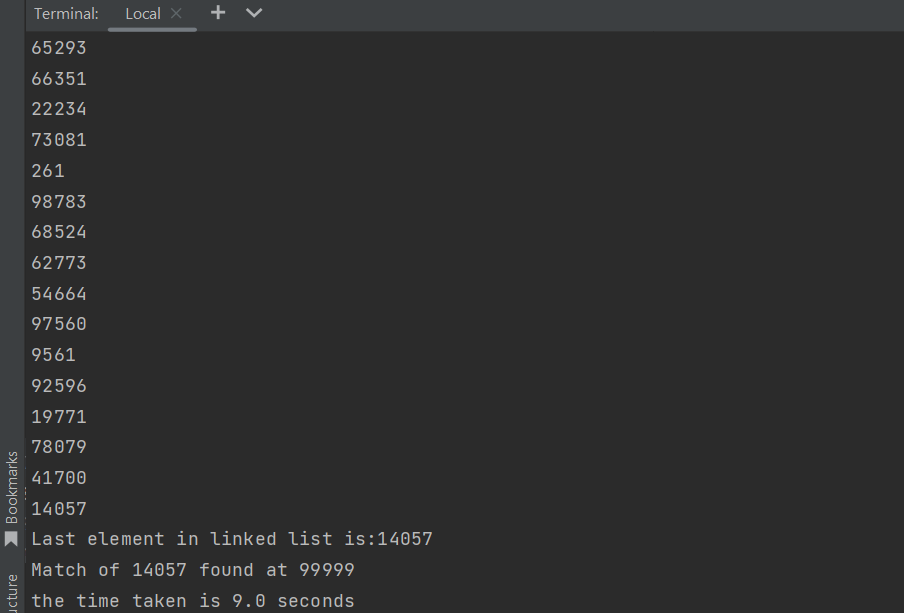 Terminal: Local
65293
66351
22234
73081
261
98783
68524
62773
54664
97560
9561
92596
19771
78079
41700
14057
Last element in linked list is:14057
Match of 14057 found at 99999
the time taken is 9.0 seconds
Bookmarks
ucture